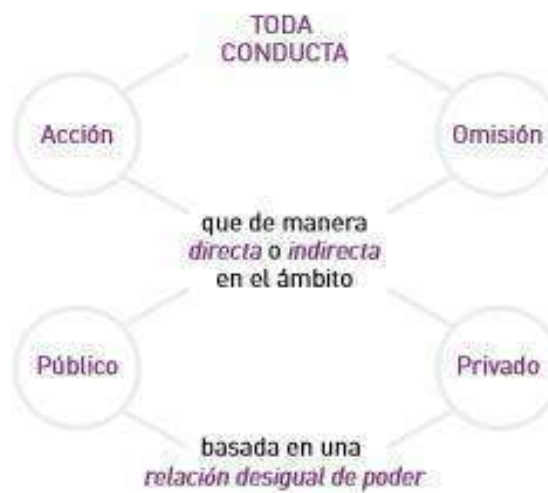 TODA
CONDUCTA
Acción
Omisión
que de manera
directa o indirecta
en el ámbito
Público
Privado
basada en una
relación desigual de poder